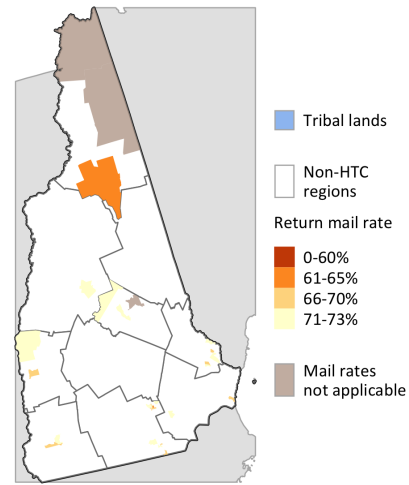 Tribal lands
Non-HTC
regions
Return mail rate
0-60%
61-65%
66-70%
71-73%
Mail rates
not applicable